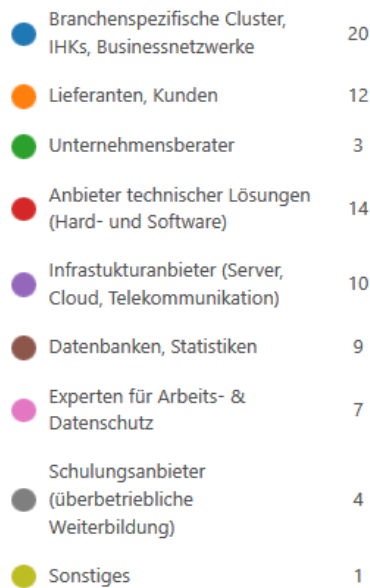 Branchenspezifische Cluster,
IHKs, Businessnetzwerke 20
Lieferanten, Kunden 12
Unternehmensberater 3
Anbieter technischer Lösungen
(Hard- und Software) 14
Infrastukturanbieter (Server,
Cloud, Telekommunikation) 10
Datenbanken, Statistiken 9
Experten für Arbeits- &
Datenschutz 7
Schulungsanbieter
(überbetriebliche
Weiterbildung) 4
Sonstiges 1